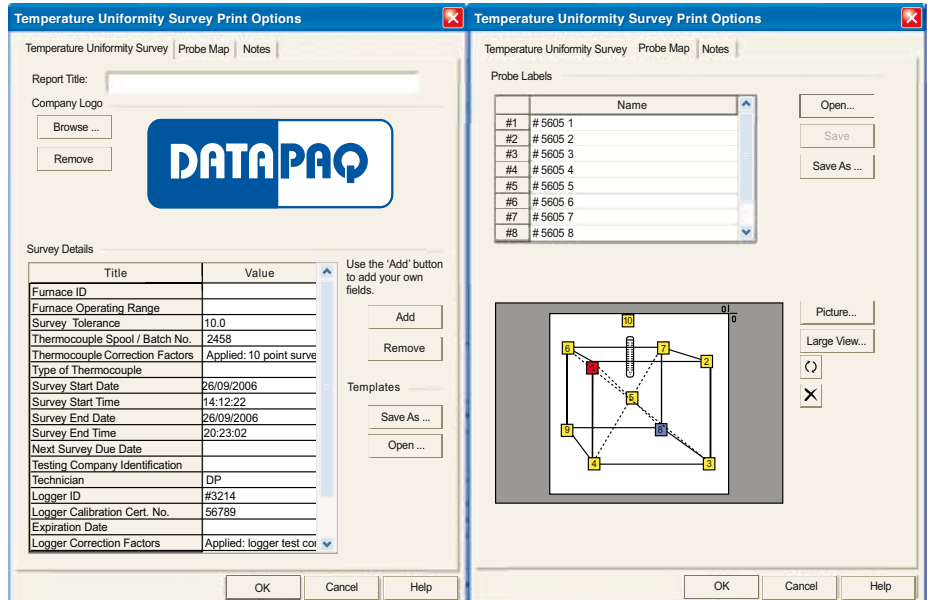 Temperature Uniformity Survey Print Options
Temperature Uniformity Survey Probe Map Notes
Report Title:
Company Logo
Browse ...
Remove
DATAPAQ
Survey Details
Title Value
Furnace ID
Furnace Operating Range
Survey Tolerance 10.0
Thermocouple Spool / Batch No. 2458
Thermocouple Correction Factors Applied: 10 point surve
Type of Thermocouple
Survey Start Date 26/09/2006
Survey Start Time 14:12:22
Survey End Date 26/09/2006
Survey End Time 20:23:02
Next Survey Due Date
Testing Company Identification
Technician DP
Logger ID #3214
Logger Calibration Cert. No. 56789
Expiration Date
Logger Correction Factors Applied: logger test cor
Use the 'Add' button
to add your own
fields.
Add
Remove
Templates
Save As ...
Open ...
OK Cancel Help
Temperature Uniformity Survey Print Options
Temperature Uniformity Survey Probe Map Notes
Probe Labels
Name
#1 # 5605 1
#2 # 5605 2
#3 # 5605 3
#4 # 5605 4
#5 # 5605 5
#6 # 5605 6
#7 # 5605 7
#8 # 5605 8
Open...
Save
Save As ...
0
0
10
6 7
2
5
9 8
4 3
Picture...
Large View...
OK Cancel Help